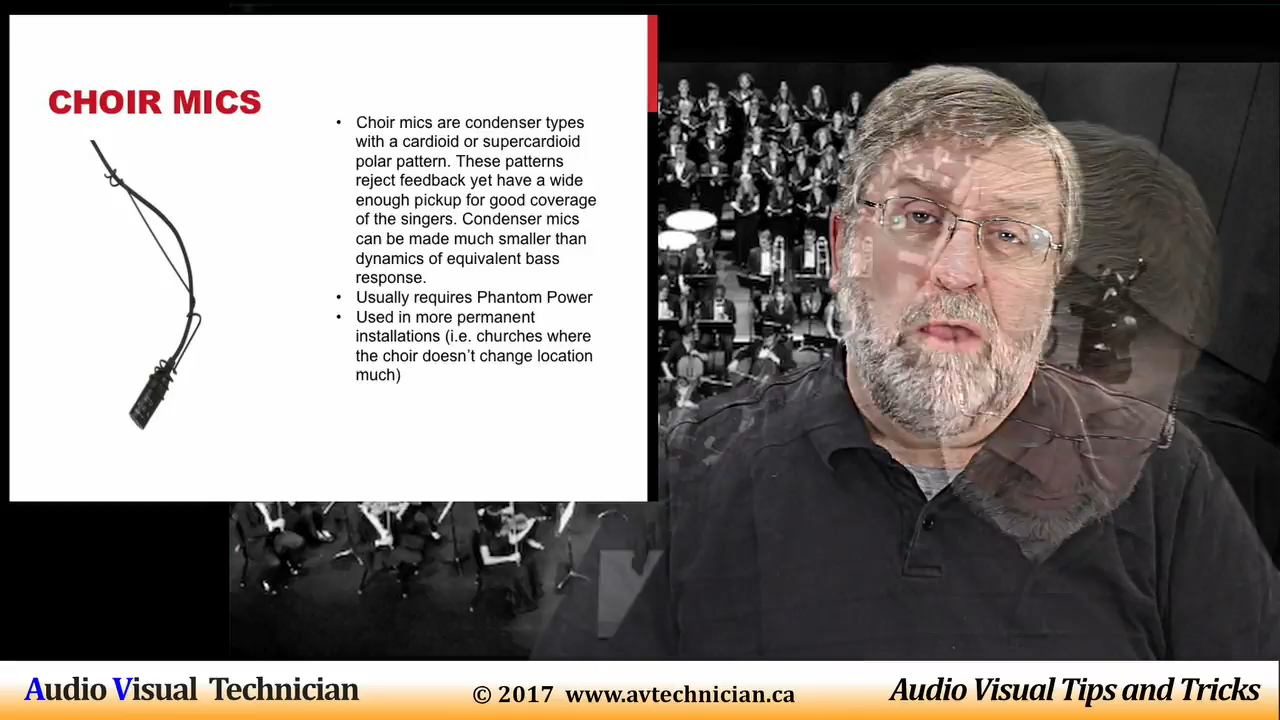 CHOIR MICS
• Choir mics are condenser types
with a cardioid or supercardioid
polar pattern. These patterns
reject feedback yet have a wide
enough pickup for good coverage
of the singers. Condenser mics
can be made much smaller than
dynamics of equivalent bass
response.
• Usually requires Phantom Power
• Used in more permanent
installations (i.e. churches where
the choir doesn’t change location
much)
Audio Visual Technician
© 2017 www.avtechnician.ca
Audio Visual Tips and Tricks